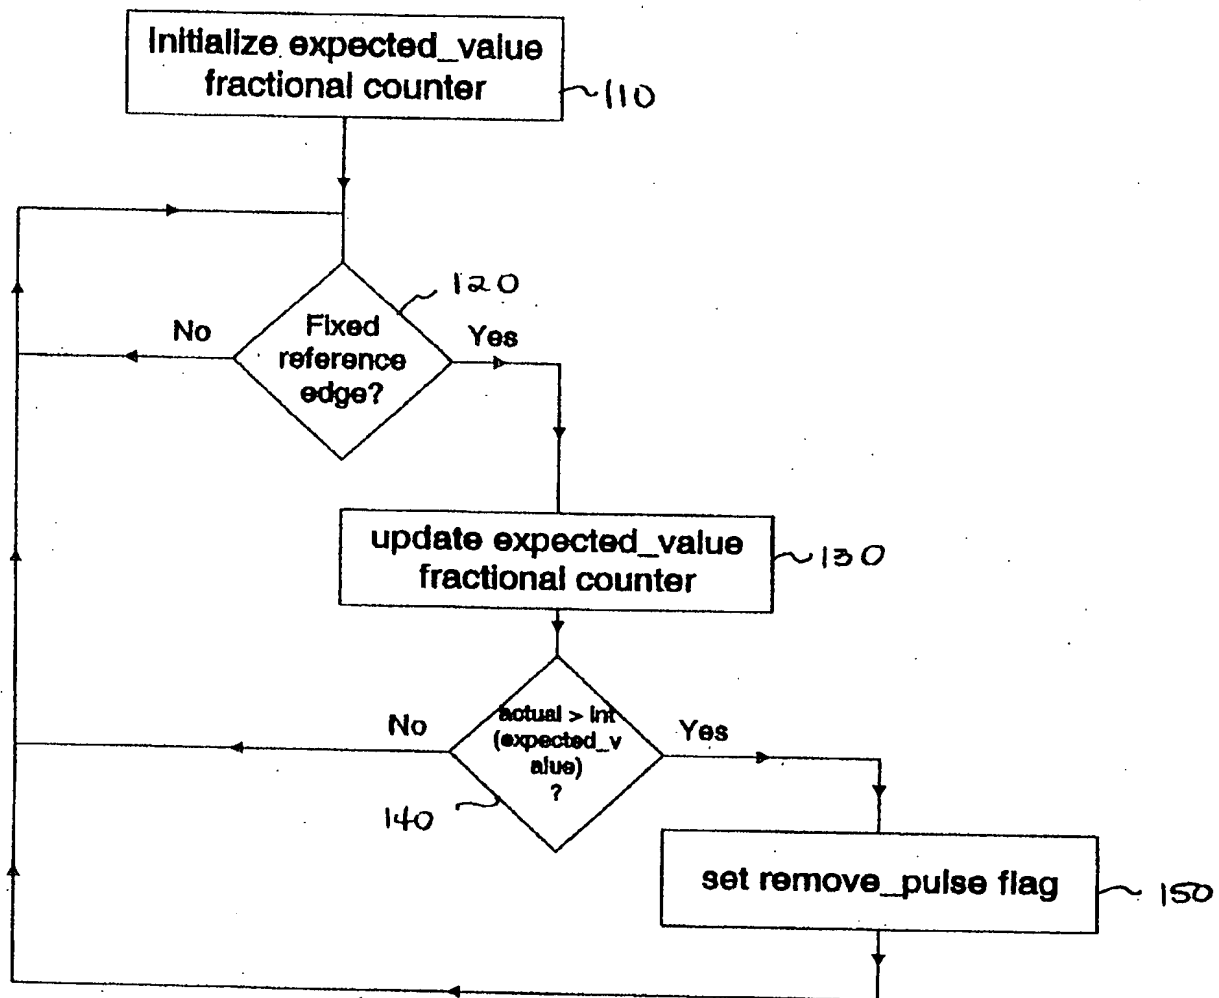 Initialize expected_value
fractional counter
110
120
No
Fixed
reference
edge?
Yes
update expected_value
fractional counter
130
No
actual > int
(expected_v
alue)
?
Yes
140
set remove_pulse flag
150